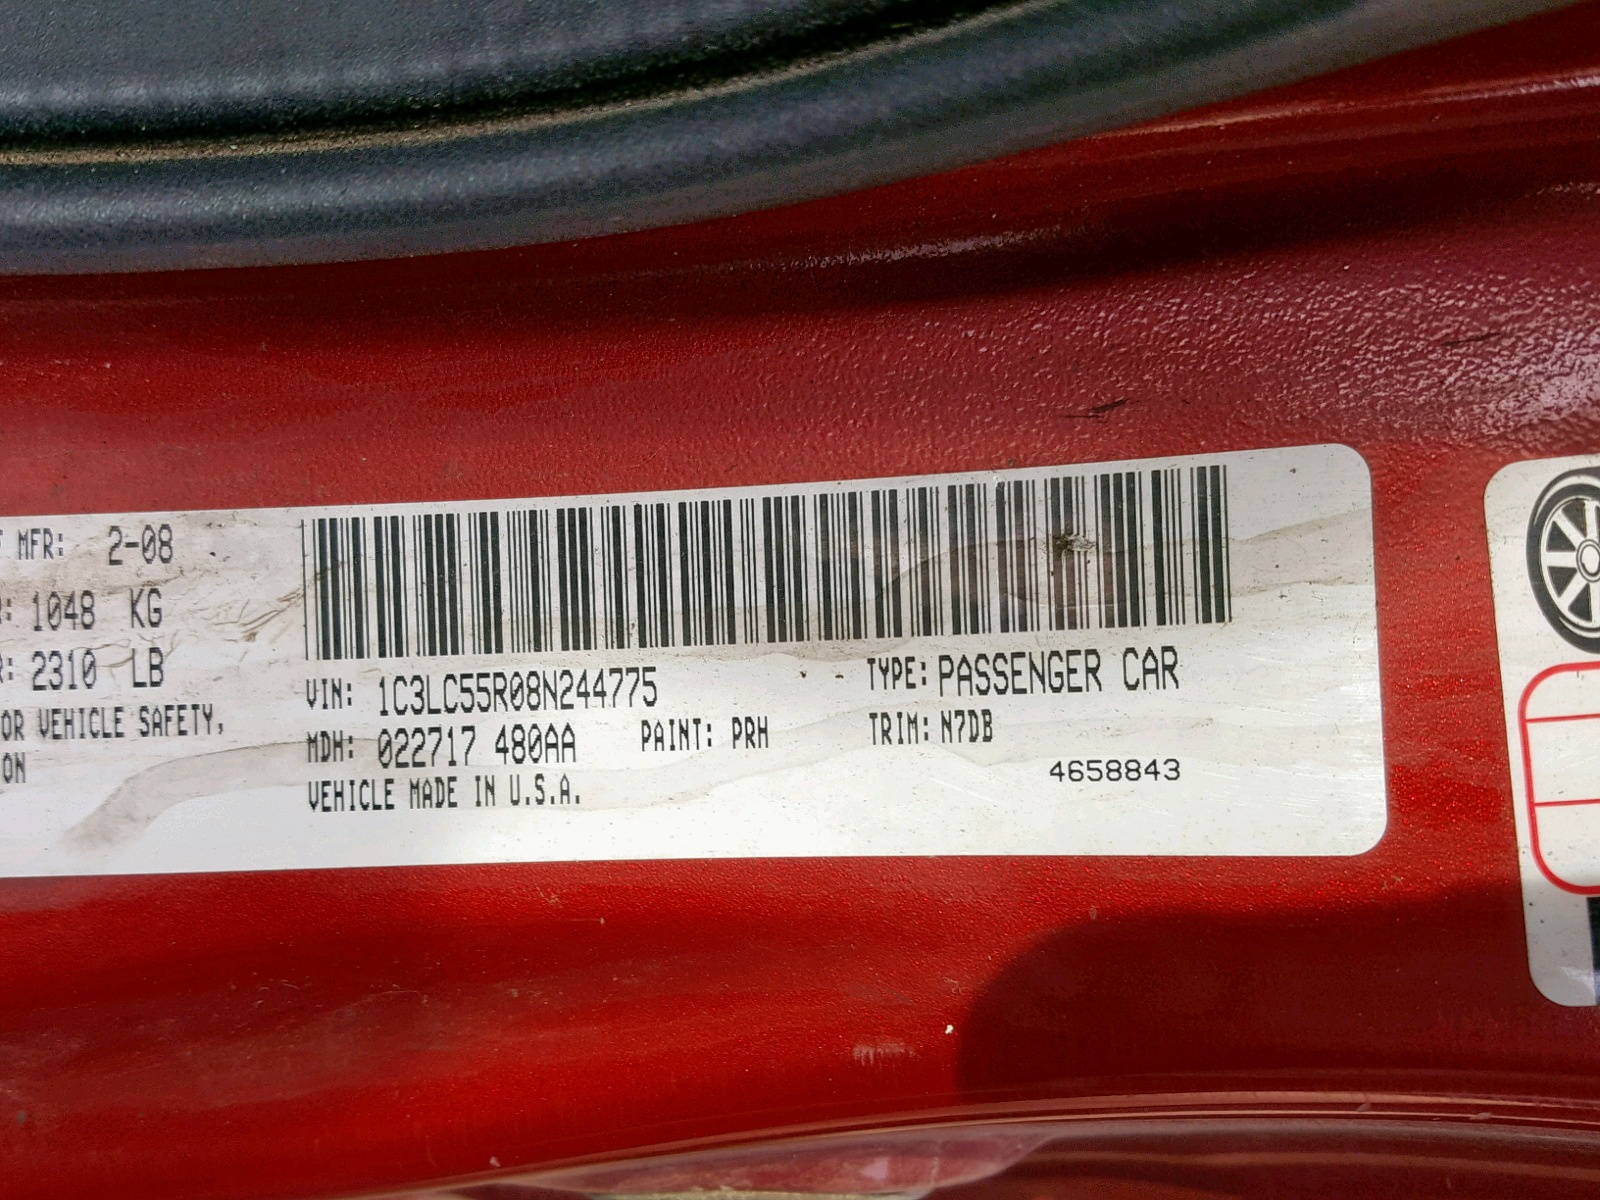 MFR: 2-08
1048 KG
2310 LB
OR VEHICLE SAFETY,
ON
VIN: 1C3LC55R08N244775 TYPE: PASSENGER CAR
MDH: 022717 480AA PAINT: PRH TRIM: N7DB
VEHICLE MADE IN U.S.A. 4658843